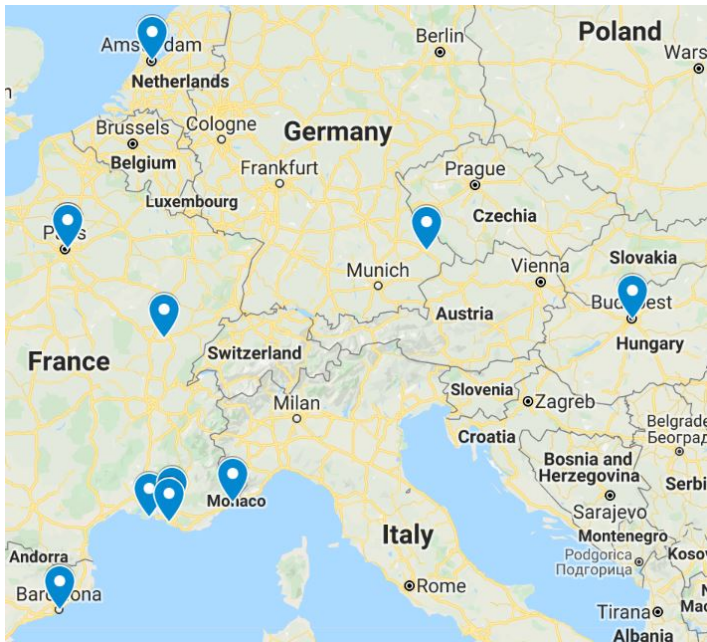 Poland
Berlin
Amsterdam
Wars
Netherlands
Brussels
Cologne
Germany
Belgium
Frankfurt
Prague
Luxembourg
Czechia
Paris
Slovakia
Vienna
Munich
Budapest
Austria
Hungary
France
Switzerland
Slovenia
Milan
Zagreb
Croatia
Belgrade
Београд
Bosnia and
Herzegovina
Serbi
Monaco
Sarajevo
Italy
Montenegro
Andorra
Podgorica
Подгорица
Kosov
Rome
Barcelona
N
Mac
Tirana
Albania